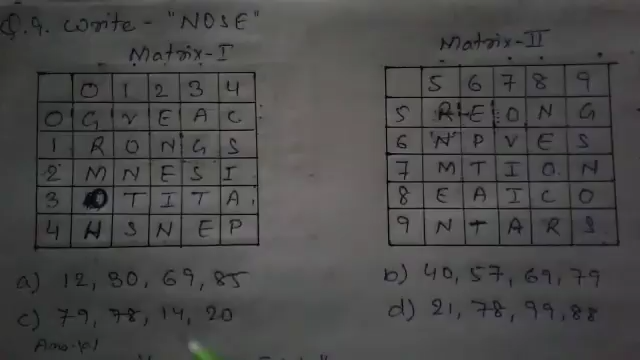 Q.9. Write - "NOSE"
Matrix-I
Matrix-II
0 1 2 3 4
0 G V E A C
1 R O N G S
2 M N E S I
3 O T I T A
4 N S N E P
5 6 7 8 9
5 R E O N G
6 N P V E S
7 M T I O N
8 E A I C O
9 N T A R S
a) 12, 30, 69, 85
b) 40, 57, 69, 79
c) 79, 78, 14, 20
d) 21, 78, 99, 88